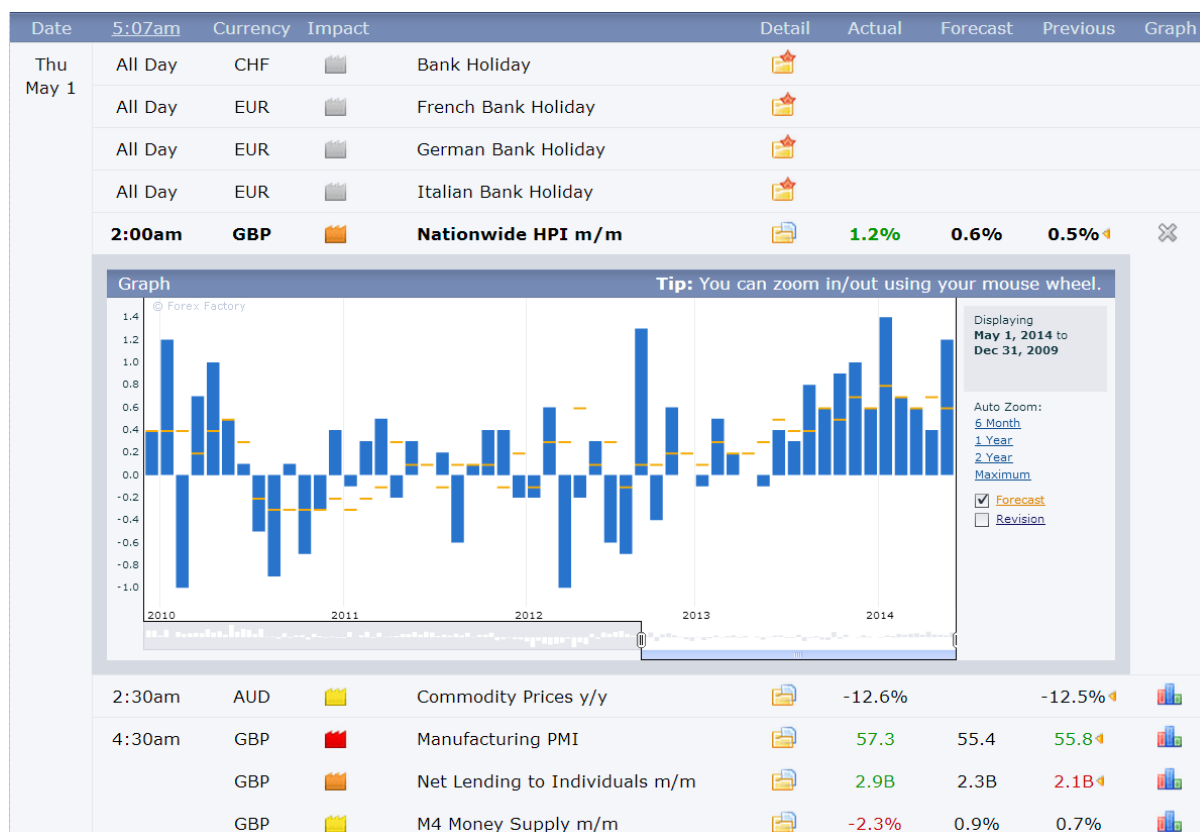 Date 5:07am Currency Impact Detail Actual Forecast Previous Graph
Thu May 1 All Day CHF Bank Holiday
All Day EUR French Bank Holiday
All Day EUR German Bank Holiday
All Day EUR Italian Bank Holiday
2:00am GBP Nationwide HPI m/m 1.2% 0.6% 0.5%
Graph Tip: You can zoom in/out using your mouse wheel.
© Forex Factory
1.4
1.2
1.0
0.8
0.6
0.4
0.2
0.0
-0.2
-0.4
-0.6
-0.8
-1.0
2010 2011 2012 2013 2014
Displaying
May 1, 2014 to
Dec 31, 2009
Auto Zoom:
6 Month
1 Year
2 Year
Maximum
Forecast
Revision
2:30am AUD Commodity Prices y/y -12.6% -12.5%
4:30am GBP Manufacturing PMI 57.3 55.4 55.8
GBP Net Lending to Individuals m/m 2.9B 2.3B 2.1B
GBP M4 Money Supply m/m -2.3% 0.9% 0.7%